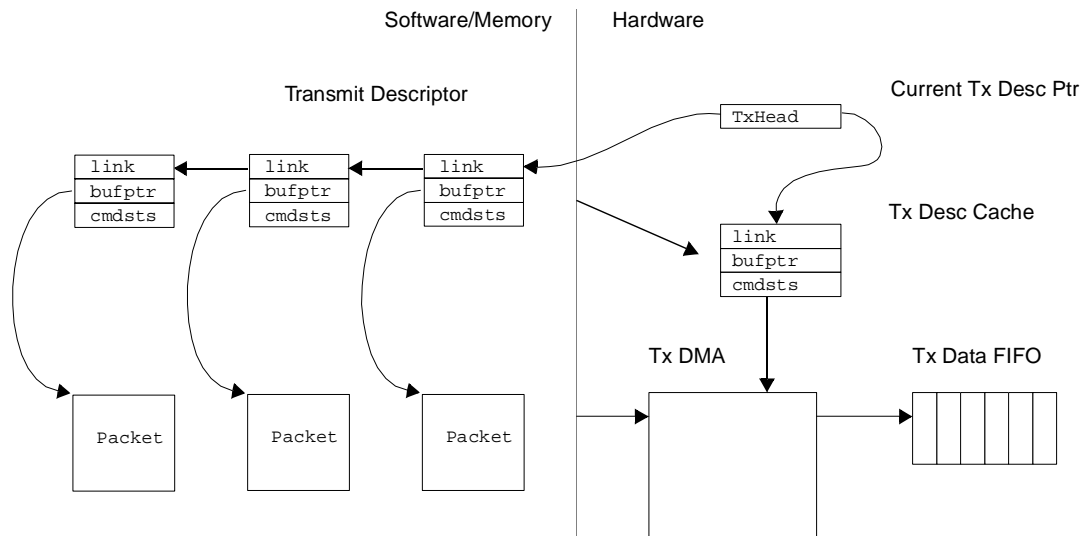 Software/Memory
Hardware
Transmit Descriptor
Current Tx Desc Ptr
TxHead
link
bufptr
cmdsts
link
bufptr
cmdsts
link
bufptr
cmdsts
Tx Desc Cache
link
bufptr
cmdsts
Tx DMA
Tx Data FIFO
Packet
Packet
Packet